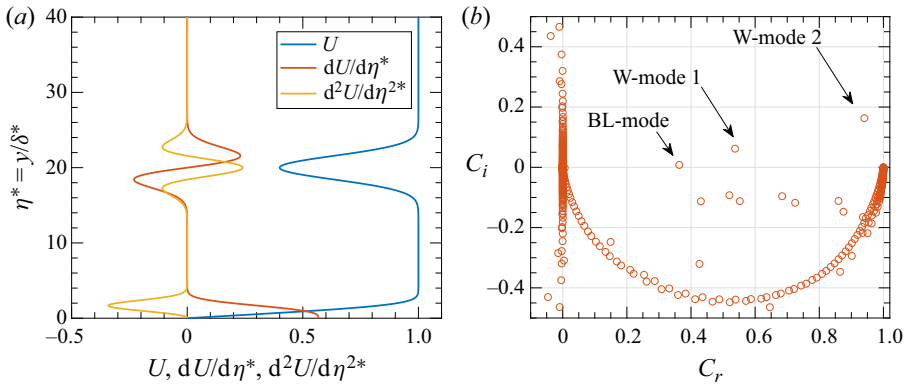 (a)
40
30
20
10
0
η* = y/δ*
−0.5
0
0.5
1.0
U, dU/dη*, d²U/dη²*
U
dU/dη*
d²U/dη²*
(b)
0.4
0.2
0
−0.2
−0.4
C_i
0
0.2
0.4
0.6
0.8
1.0
C_r
W-mode 2
W-mode 1
BL-mode